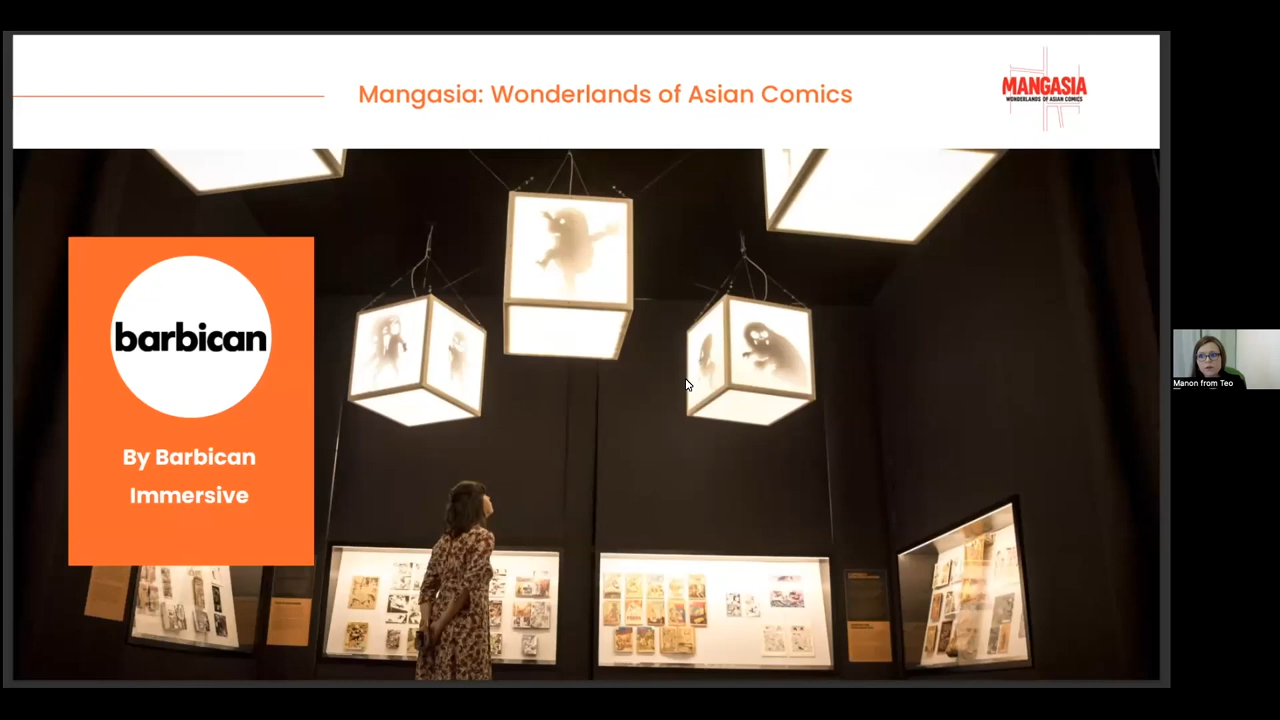 Mangasia: Wonderlands of Asian Comics
MANGASIA
WONDERLANDS OF ASIAN COMICS
barbican
By Barbican
Immersive
Manon from Teo